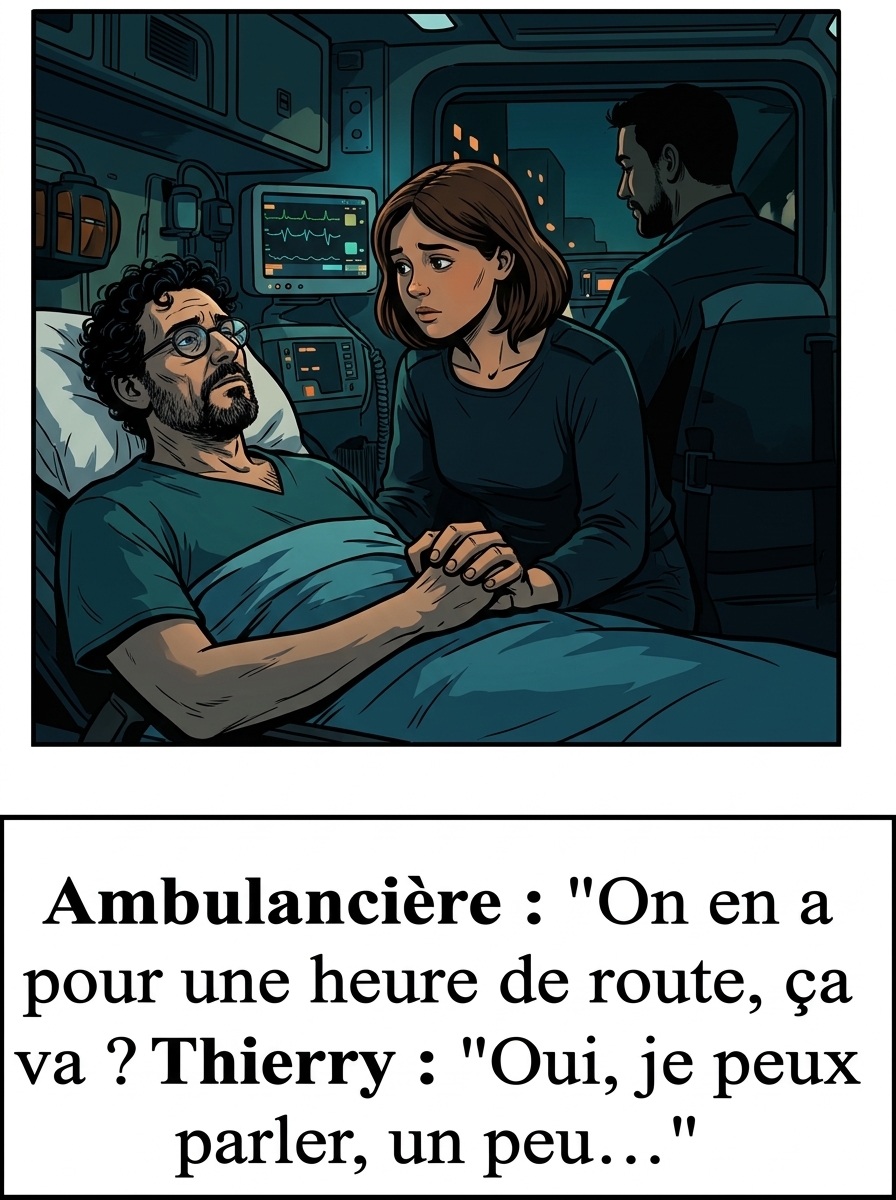 Ambulancière : "On en a
pour une heure de route, ça
va ? Thierry : "Oui, je peux
parler, un peu…"